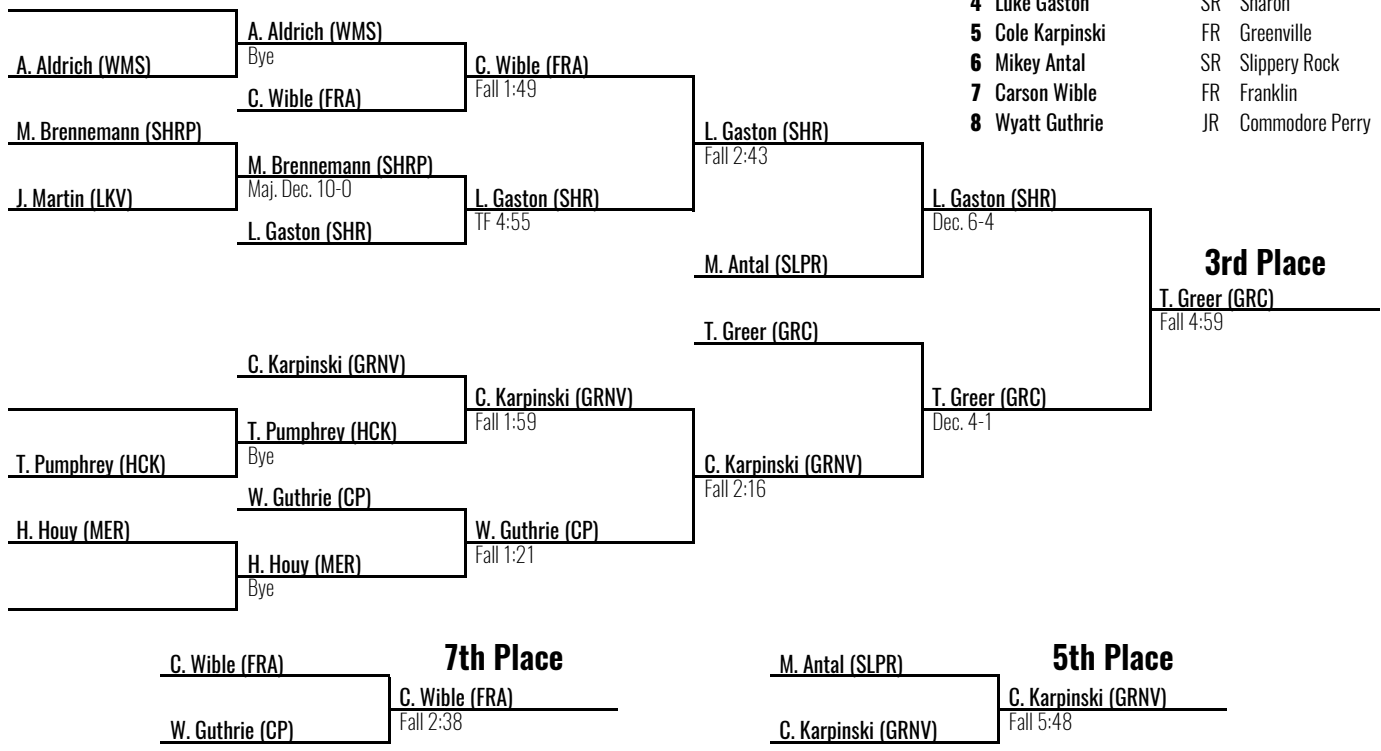 4 Luke Gaston SR Sharon
5 Cole Karpinski FR Greenville
6 Mikey Antal SR Slippery Rock
7 Carson Wible FR Franklin
8 Wyatt Guthrie JR Commodore Perry
A. Aldrich (WMS)
A. Aldrich (WMS)
Bye
C. Wible (FRA)
C. Wible (FRA)
Fall 1:49
M. Brennemann (SHRP)
J. Martin (LKV)
M. Brennemann (SHRP)
Maj. Dec. 10-0
L. Gaston (SHR)
L. Gaston (SHR)
TF 4:55
L. Gaston (SHR)
Fall 2:43
M. Antal (SLPR)
L. Gaston (SHR)
Dec. 6-4
3rd Place
T. Greer (GRC)
Fall 4:59
T. Greer (GRC)
T. Greer (GRC)
Dec. 4-1
C. Karpinski (GRNV)
C. Karpinski (GRNV)
Fall 1:59
T. Pumphrey (HCK)
T. Pumphrey (HCK)
Bye
C. Karpinski (GRNV)
Fall 2:16
W. Guthrie (CP)
H. Houy (MER)
W. Guthrie (CP)
Fall 1:21
H. Houy (MER)
Bye
7th Place
C. Wible (FRA)
C. Wible (FRA)
Fall 2:38
W. Guthrie (CP)
5th Place
M. Antal (SLPR)
C. Karpinski (GRNV)
Fall 5:48
C. Karpinski (GRNV)